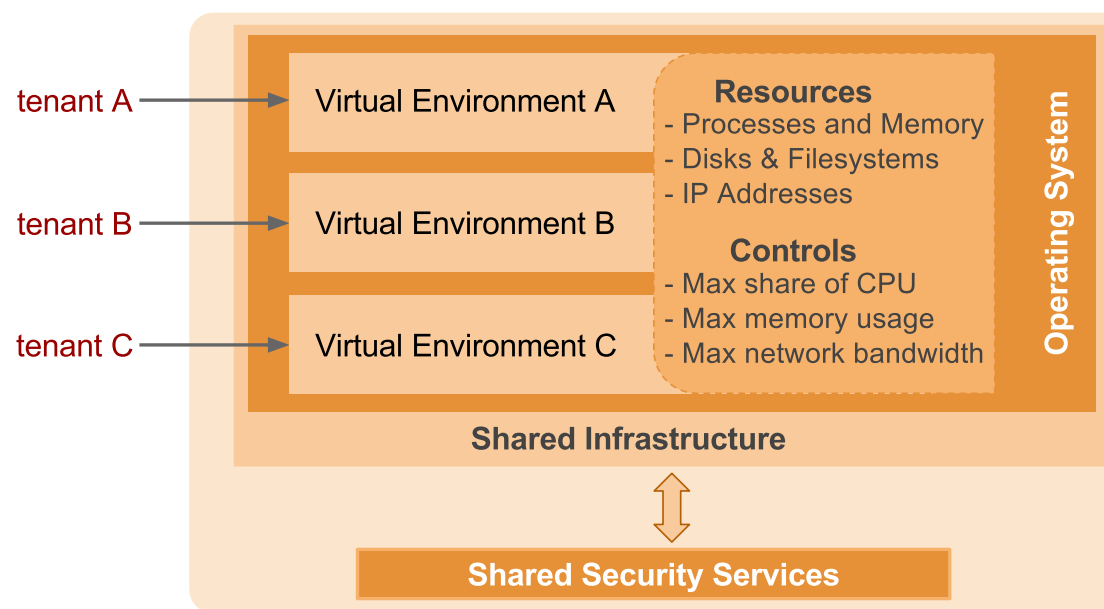 tenant A
Virtual Environment A
tenant B
Virtual Environment B
tenant C
Virtual Environment C
Resources
- Processes and Memory
- Disks & Filesystems
- IP Addresses
Controls
- Max share of CPU
- Max memory usage
- Max network bandwidth
Operating System
Shared Infrastructure
Shared Security Services